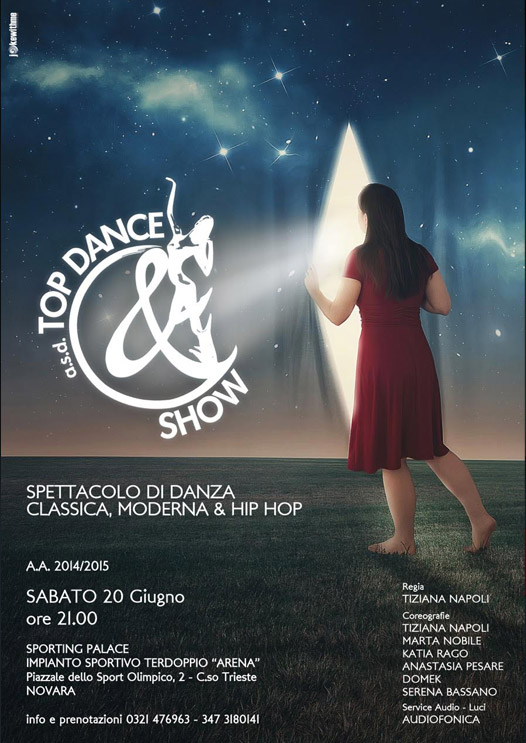 j@kewithme
a.s.d. TOP DANCE
&
SHOW
SPETTACOLO DI DANZA
CLASSICA, MODERNA & HIP HOP
A.A. 2014/2015
SABATO 20 Giugno
ore 21.00
SPORTING PALACE
IMPIANTO SPORTIVO TERDOPPIO "ARENA"
Piazzale dello Sport Olimpico, 2 - C.so Trieste
NOVARA
info e prenotazioni 0321 476963 - 347 3180141
Regia
TIZIANA NAPOLI
Coreografie
TIZIANA NAPOLI
MARTA NOBILE
KATIA RAGO
ANASTASIA PESARE
DOMEK
SERENA BASSANO
Service Audio - Luci
AUDIOFONICA